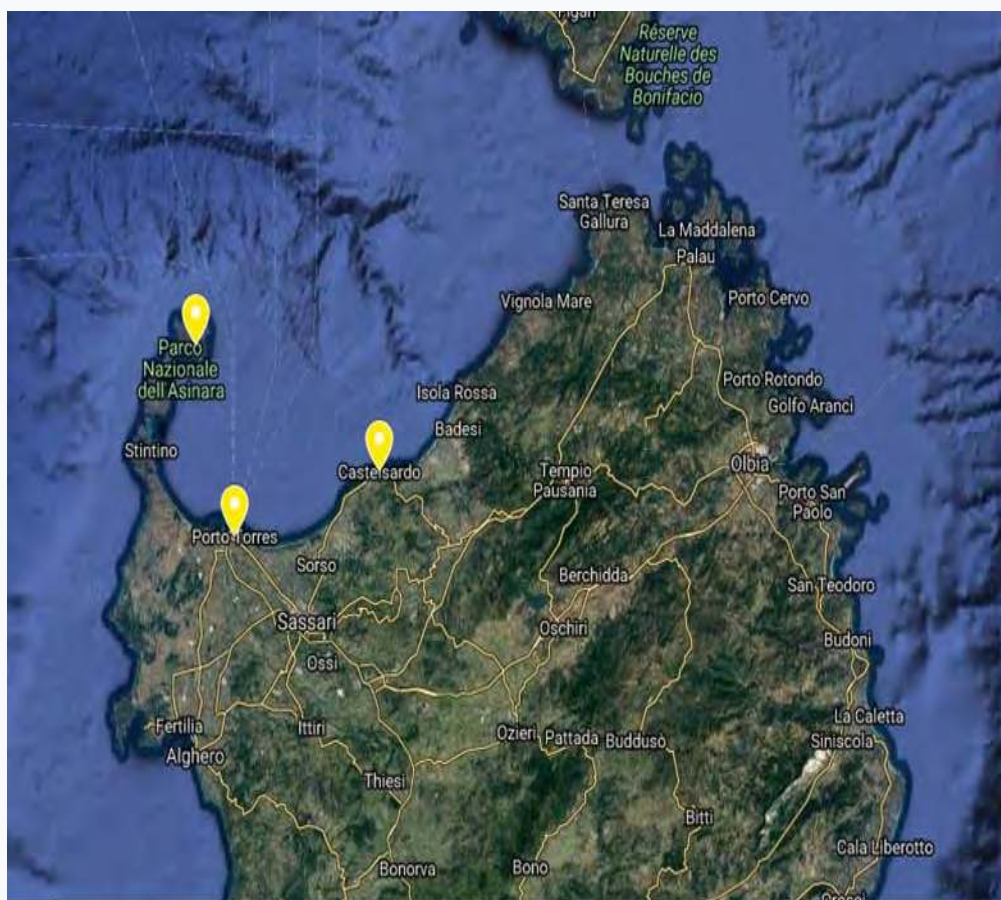 Réserve
Naturelle des
Bouches de
Bonifacio
Santa Teresa
Gallura
La Maddalena
Palau
Vignola Mare
Porto Cervo
Parco
Nazionale
dell'Asinara
Isola Rossa
Porto Rotondo
Golfo Aranci
Badesi
Stintino
Castelsardo
Tempio
Pausania
Olbia
Porto San
Paolo
Porto Torres
Sorso
Berchidda
San Teodoro
Sassari
Oschiri
Budoni
Ossi
La Caletta
Fertilia
Ittiri
Ozieri
Pattada
Budduso
Siniscola
Alghero
Thiesi
Bitti
Cala Liberotto
Bonorva
Bono